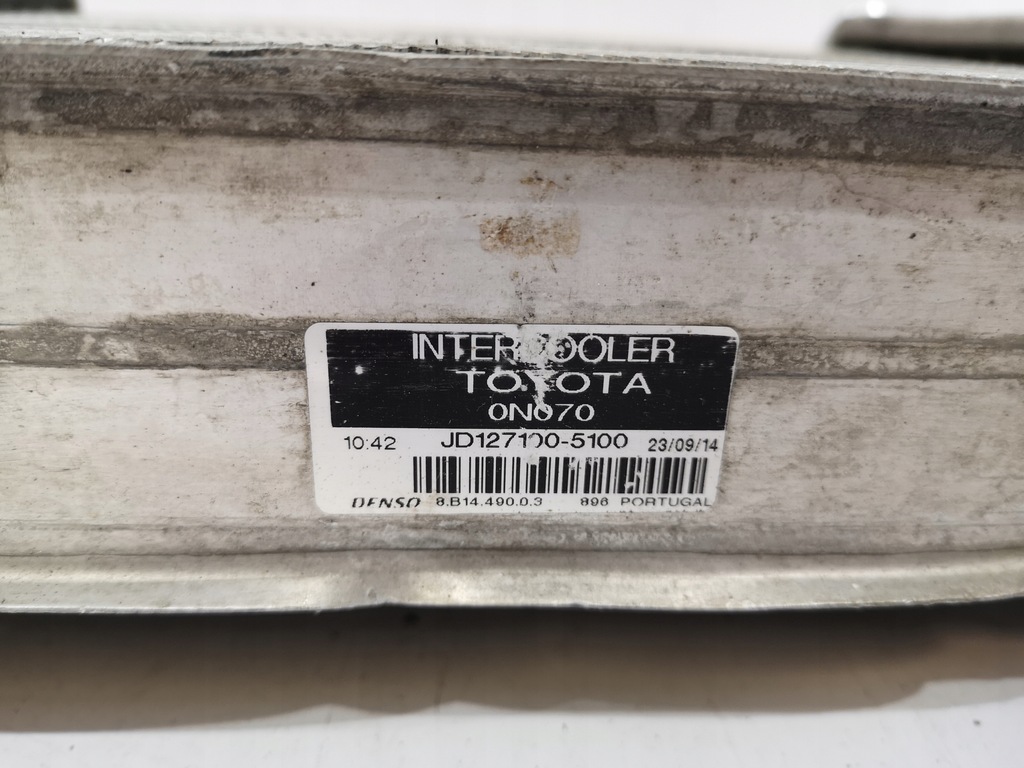 INTERCOOLER
TOYOTA
0N070
10:42 JD127100-5100 23/09/14
DENSO 8.B14.490.0.3 896 PORTUGAL